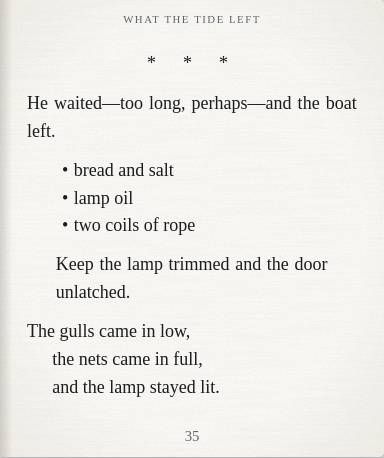 WHAT THE TIDE LEFT
* * *
He waited—too long, perhaps—and the boat
left.
• bread and salt
• lamp oil
• two coils of rope
Keep the lamp trimmed and the door
unlatched.
The gulls came in low,
the nets came in full,
and the lamp stayed lit.
35